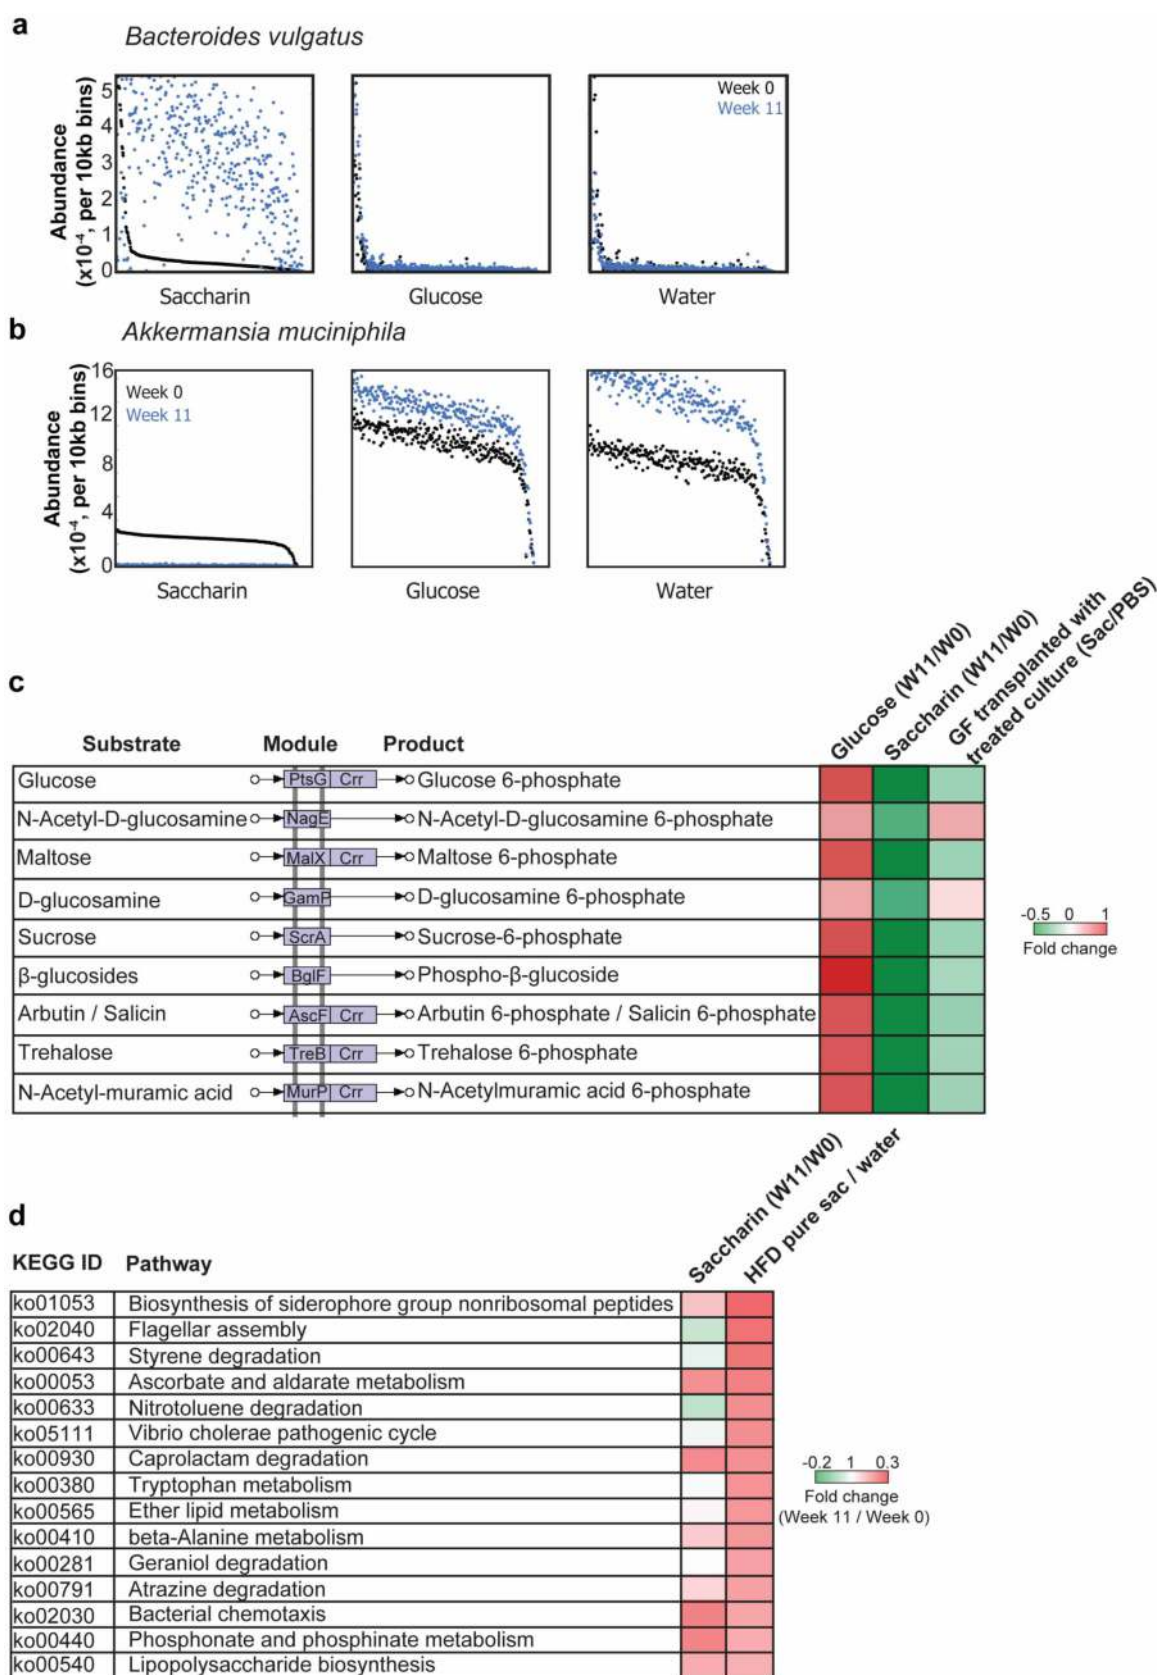 a
Bacteroides vulgatus
Abundance
(x10⁻⁴, per 10kb bins)
5
4
3
2
1
0
Week 0
Week 11
Saccharin Glucose Water
b
Akkermansia muciniphila
Abundance
(x10⁻⁴, per 10kb bins)
16
12
8
4
0
Week 0
Week 11
Saccharin Glucose Water
c
Glucose (W11/W0)
Saccharin (W11/W0)
GF transplanted with
treated culture (Sac/PBS)
Substrate Module Product
Glucose PtsG Crr Glucose 6-phosphate
N-Acetyl-D-glucosamine NagE N-Acetyl-D-glucosamine 6-phosphate
Maltose MalX Crr Maltose 6-phosphate
D-glucosamine GamP D-glucosamine 6-phosphate
Sucrose ScrA Sucrose-6-phosphate
β-glucosides BglF Phospho-β-glucoside
Arbutin / Salicin AscF Crr Arbutin 6-phosphate / Salicin 6-phosphate
Trehalose TreB Crr Trehalose 6-phosphate
N-Acetyl-muramic acid MurP Crr N-Acetylmuramic acid 6-phosphate
-0.5 0 1
Fold change
d
Saccharin (W11/W0)
HFD pure sac / water
KEGG ID Pathway
ko01053 Biosynthesis of siderophore group nonribosomal peptides
ko02040 Flagellar assembly
ko00643 Styrene degradation
ko00053 Ascorbate and aldarate metabolism
ko00633 Nitrotoluene degradation
ko05111 Vibrio cholerae pathogenic cycle
ko00930 Caprolactam degradation
ko00380 Tryptophan metabolism
ko00565 Ether lipid metabolism
ko00410 beta-Alanine metabolism
ko00281 Geraniol degradation
ko00791 Atrazine degradation
ko02030 Bacterial chemotaxis
ko00440 Phosphonate and phosphinate metabolism
ko00540 Lipopolysaccharide biosynthesis
-0.2 1 0.3
Fold change
(Week 11 / Week 0)